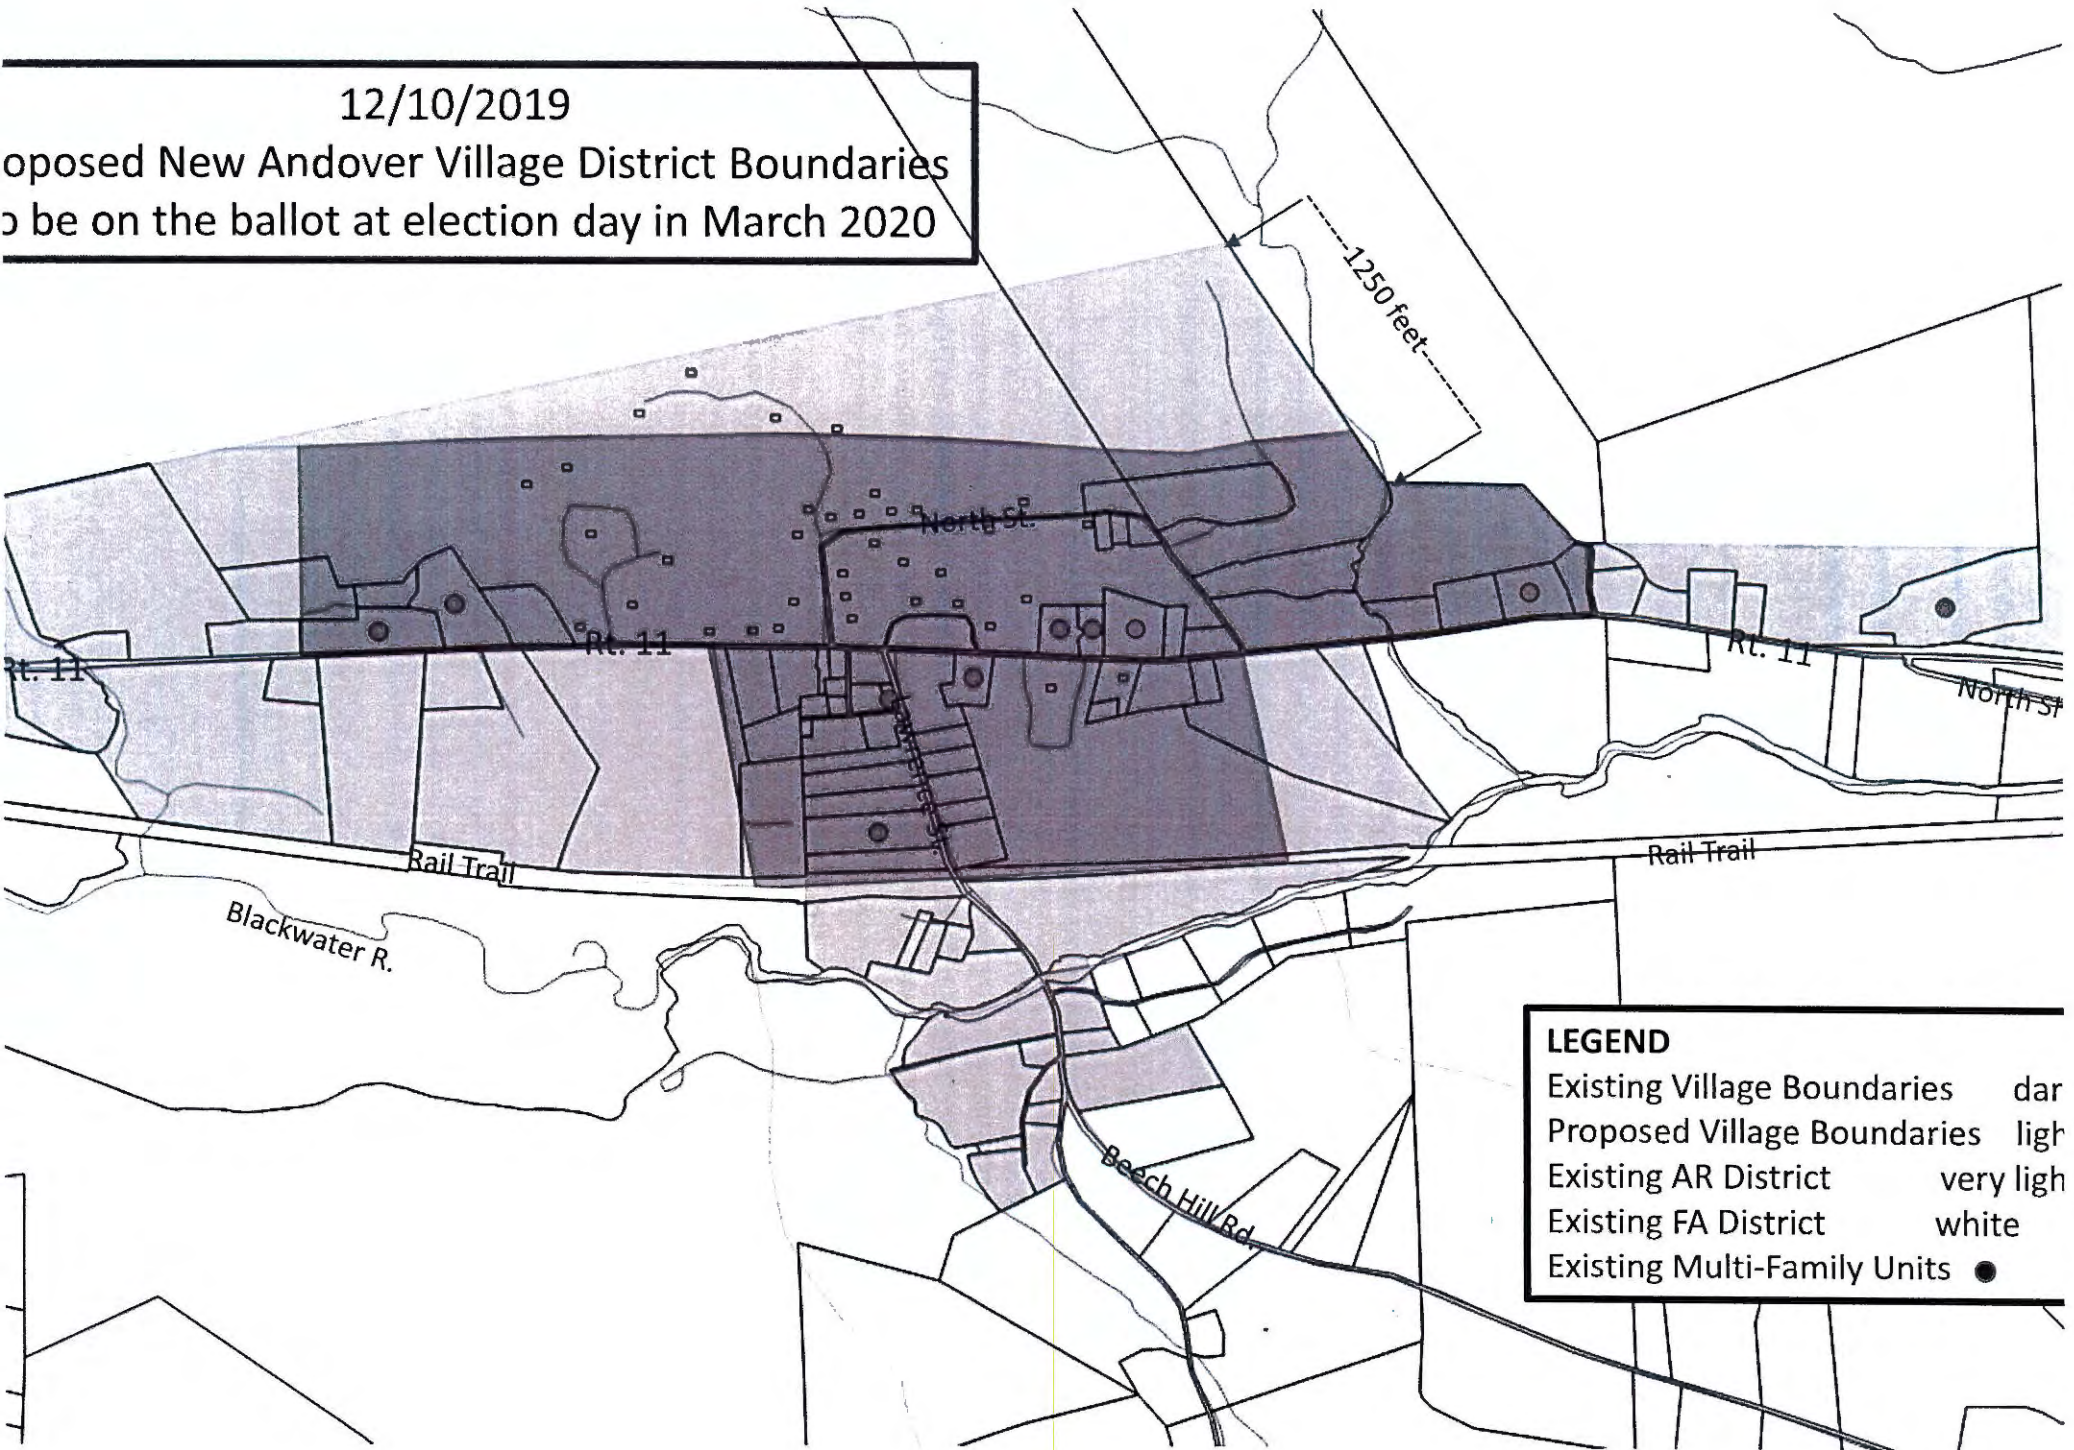 12/10/2019
oposed New Andover Village District Boundaries
o be on the ballot at election day in March 2020
1250 feet
North St.
Rt. 11
Rt. 11
Rt. 11
North St
Lawrence St.
Rail Trail
Rail Trail
Blackwater R.
Beech Hill Rd.
LEGEND
Existing Village Boundaries dar
Proposed Village Boundaries ligh
Existing AR District very ligh
Existing FA District white
Existing Multi-Family Units ●